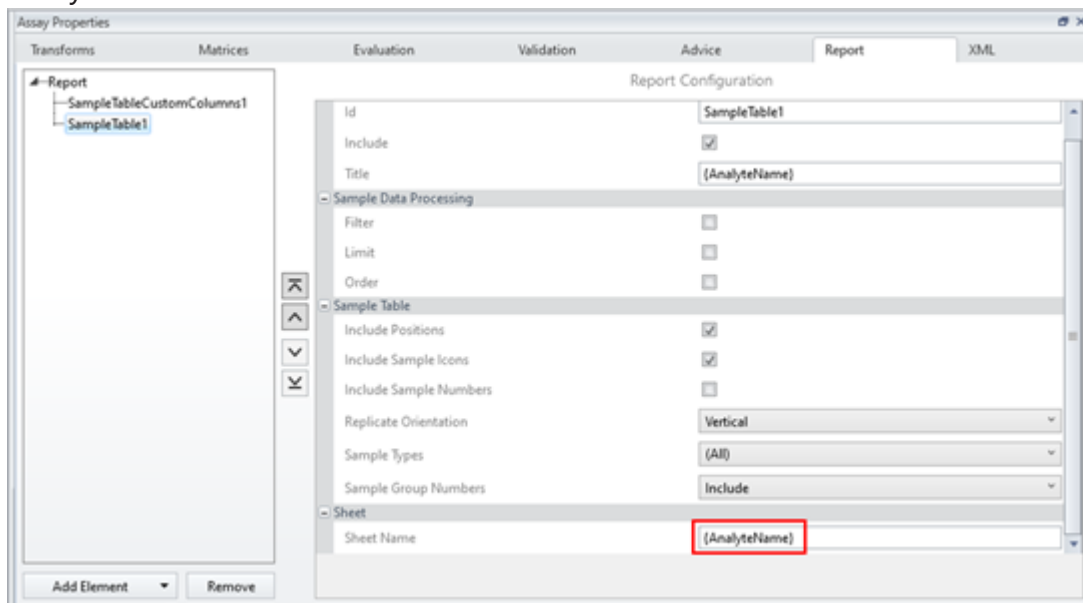 Assay Properties
Transforms Matrices Evaluation Validation Advice Report XML
Report
SampleTableCustomColumns1
SampleTable1
Report Configuration
Id SampleTable1
Include
Title {AnalyteName}
Sample Data Processing
Filter
Limit
Order
Sample Table
Include Positions
Include Sample Icons
Include Sample Numbers
Replicate Orientation Vertical
Sample Types (All)
Sample Group Numbers Include
Sheet
Sheet Name {AnalyteName}
Add Element Remove